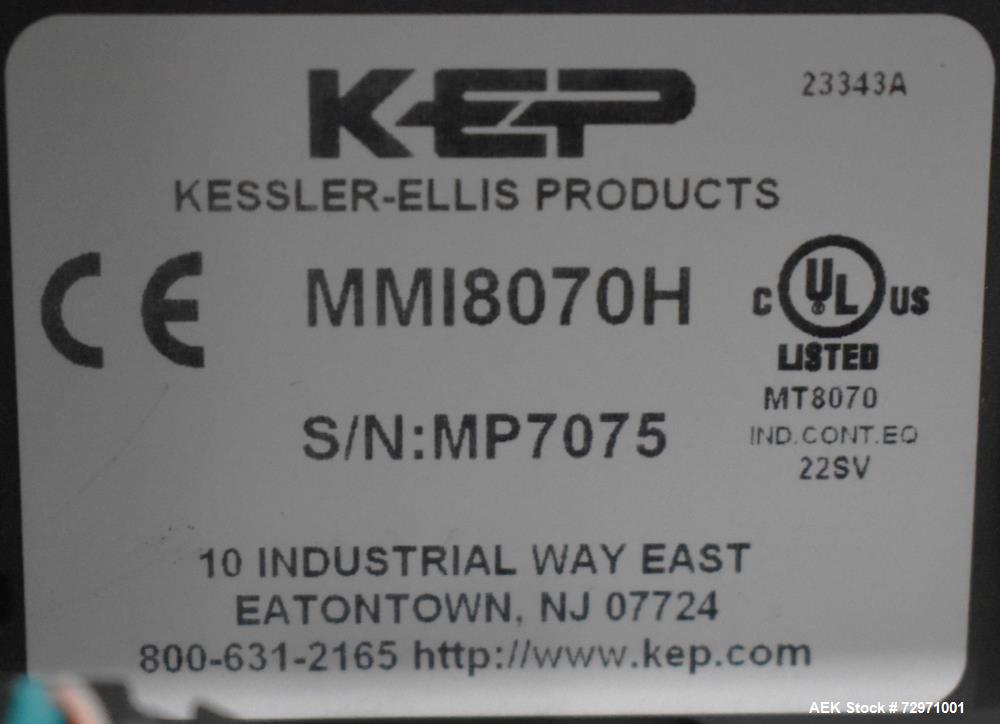 KEP
23343A
KESSLER-ELLIS PRODUCTS
CE
MMI8070H
C UL US
LISTED
MT8070
IND.CONT.EQ
22SV
S/N:MP7075
10 INDUSTRIAL WAY EAST
EATONTOWN, NJ 07724
800-631-2165 http://www.kep.com
AEK Stock # 72971001